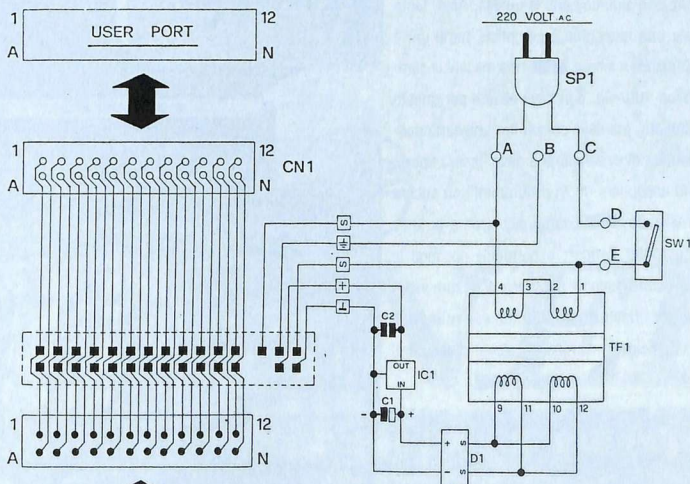 1 12
USER PORT
A N
1 12
CN1
A N
220 VOLT A.C.
SP1
A B C
D
SW1
E
S
S
+
4 3 2 1
TF1
9 11 10 12
C2
OUT
IC1
IN
C1
- +
+ S
D1
- S
1 12
A N